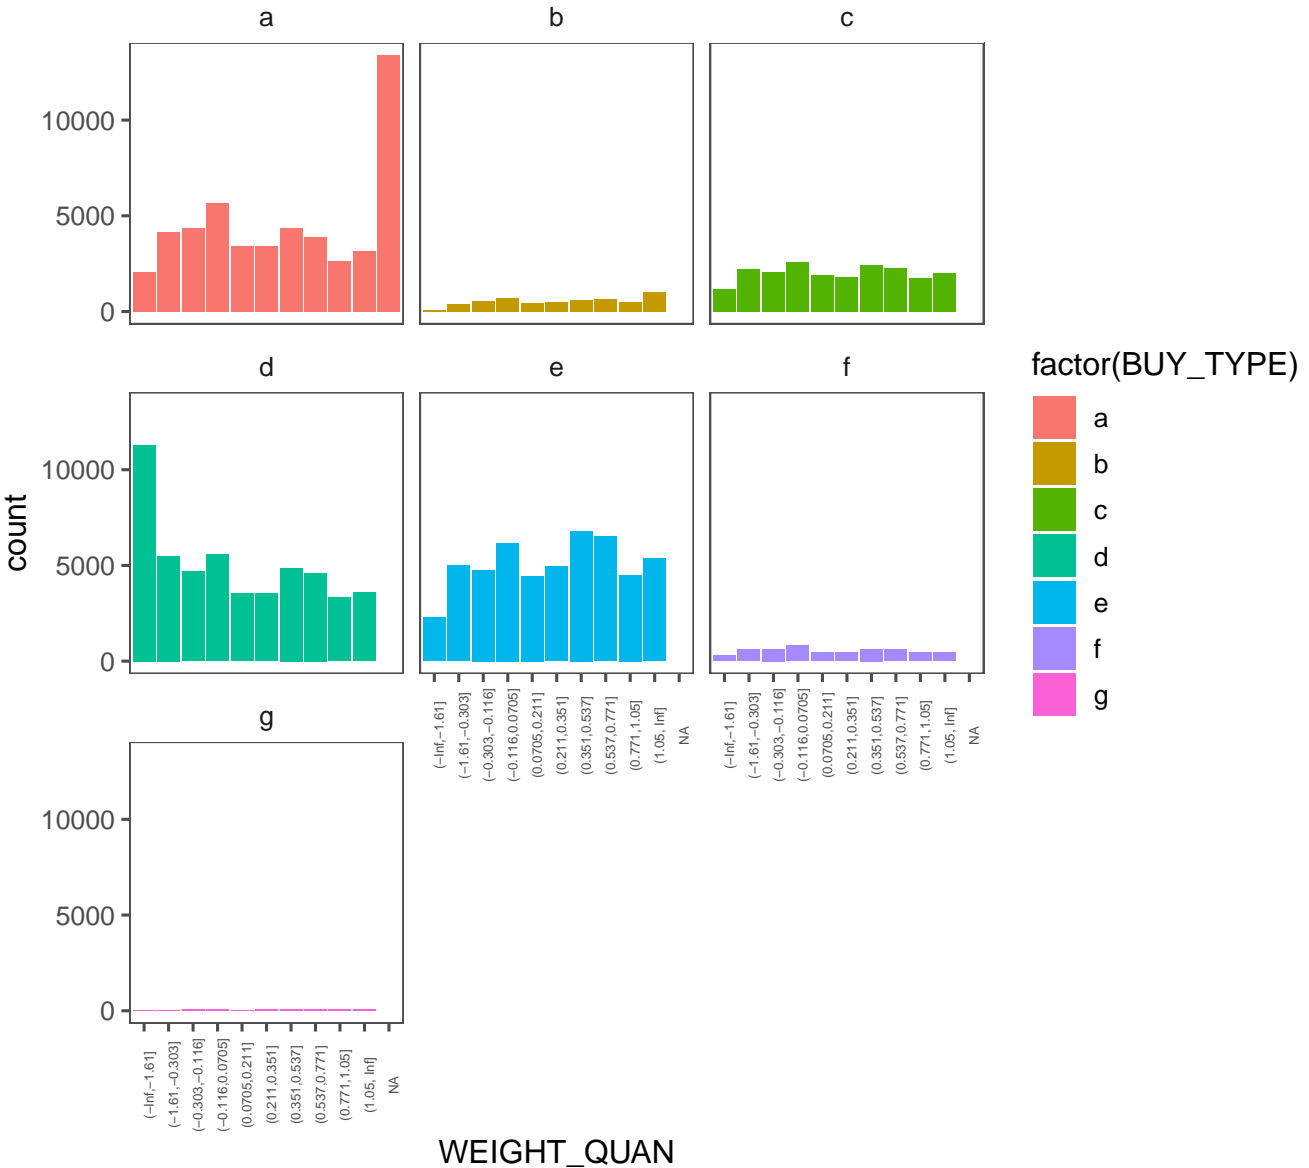 a
b
c
10000
5000
0
d
e
f
10000
5000
0
(−Inf,−1.61]
(−1.61,−0.303]
(−0.303,−0.116]
(−0.116,0.0705]
(0.0705,0.211]
(0.211,0.351]
(0.351,0.537]
(0.537,0.771]
(0.771,1.05]
(1.05, Inf]
NA
(−Inf,−1.61]
(−1.61,−0.303]
(−0.303,−0.116]
(−0.116,0.0705]
(0.0705,0.211]
(0.211,0.351]
(0.351,0.537]
(0.537,0.771]
(0.771,1.05]
(1.05, Inf]
NA
g
10000
5000
0
(−Inf,−1.61]
(−1.61,−0.303]
(−0.303,−0.116]
(−0.116,0.0705]
(0.0705,0.211]
(0.211,0.351]
(0.351,0.537]
(0.537,0.771]
(0.771,1.05]
(1.05, Inf]
NA
count
WEIGHT_QUAN
factor(BUY_TYPE)
a
b
c
d
e
f
g